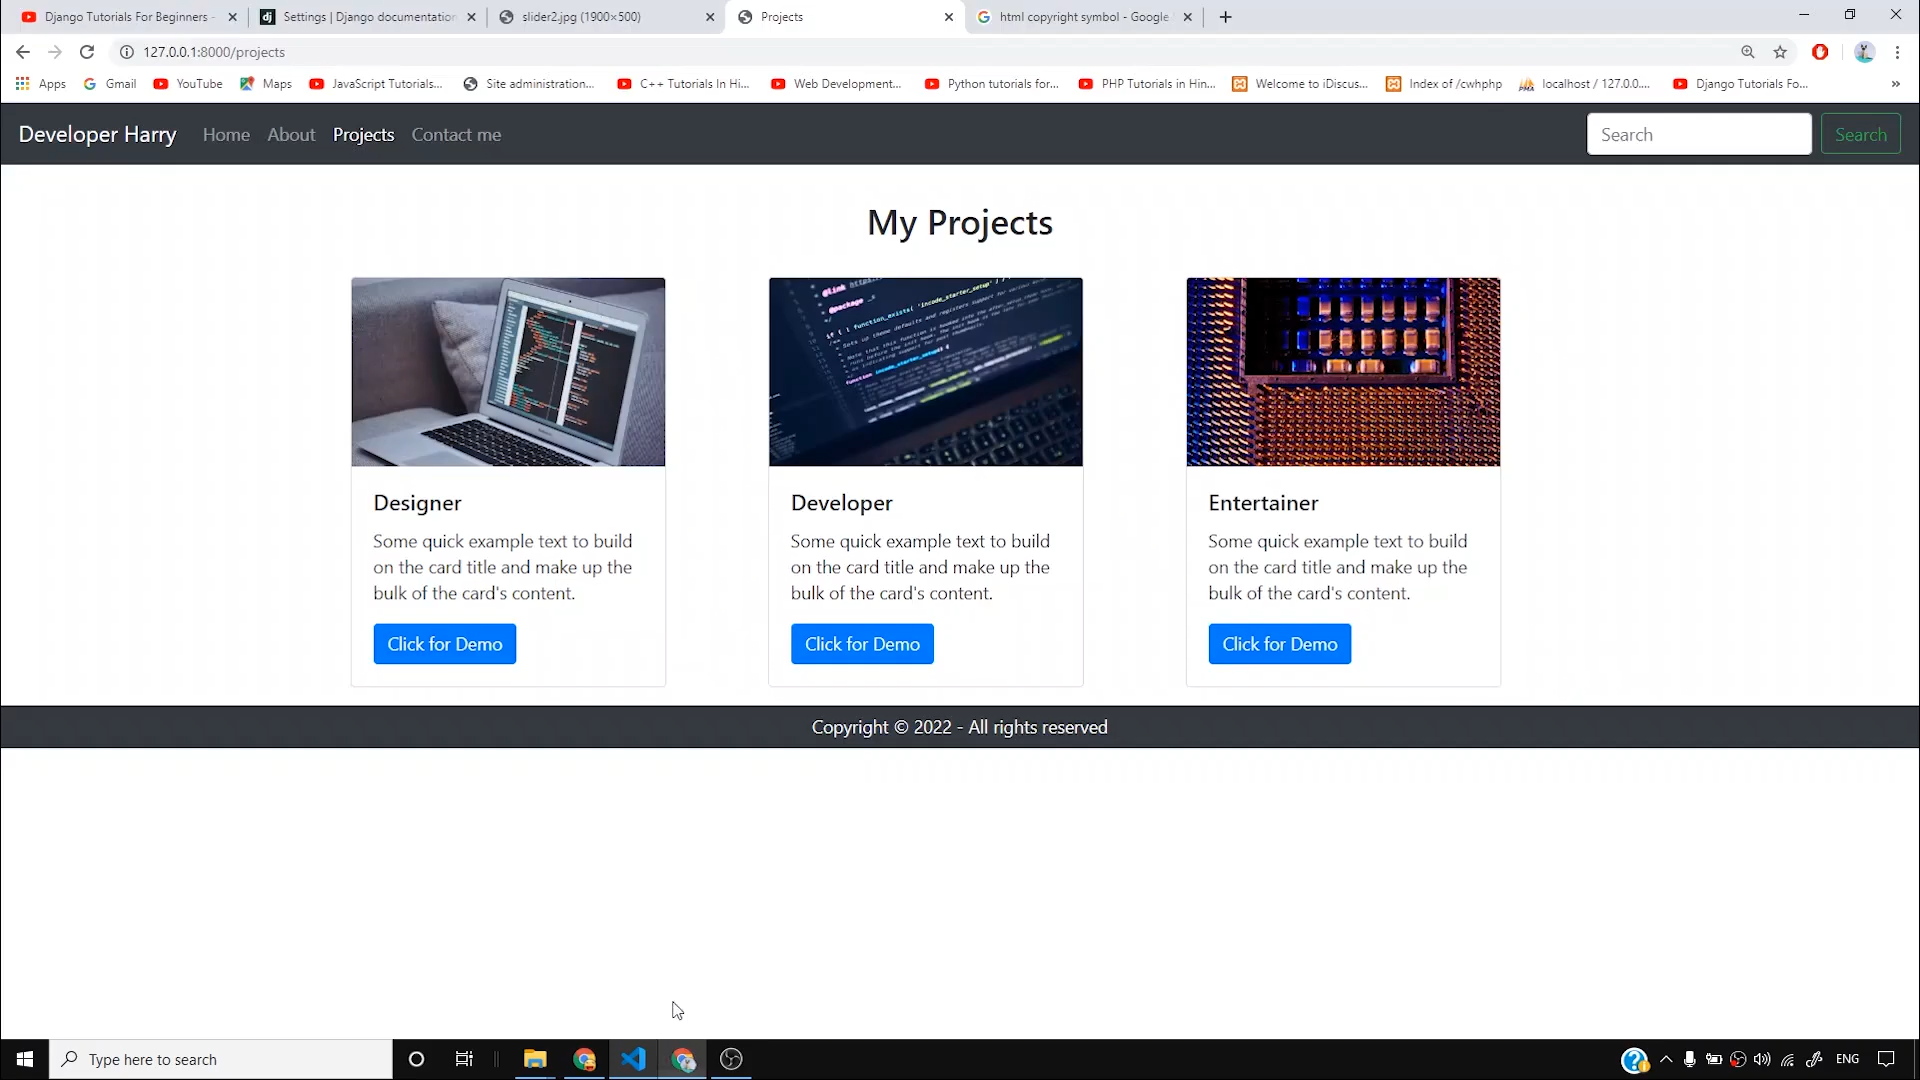 Django Tutorials For Beginners -
Settings | Django documentation
slider2.jpg (1900×500)
Projects
html copyright symbol - Google
127.0.0.1:8000/projects
Apps
Gmail
YouTube
Maps
JavaScript Tutorials...
Site administration...
C++ Tutorials In Hi...
Web Development...
Python tutorials for...
PHP Tutorials in Hin...
Welcome to iDiscus...
Index of /cwhphp
localhost / 127.0.0....
Django Tutorials Fo...
Developer Harry
Home
About
Projects
Contact me
Search
Search
My Projects
Designer
Some quick example text to build
on the card title and make up the
bulk of the card's content.
Click for Demo
Developer
Some quick example text to build
on the card title and make up the
bulk of the card's content.
Click for Demo
Entertainer
Some quick example text to build
on the card title and make up the
bulk of the card's content.
Click for Demo
Copyright © 2022 - All rights reserved
Type here to search
ENG